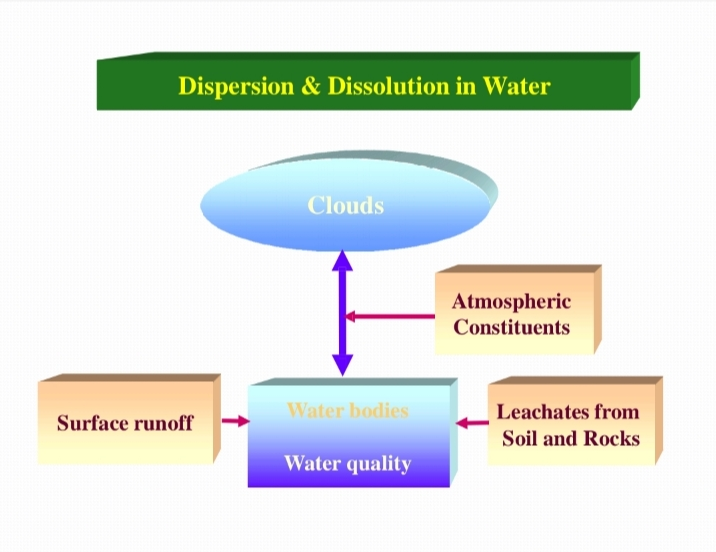 Dispersion & Dissolution in Water
Clouds
Atmospheric
Constituents
Surface runoff
Water bodies
Water quality
Leachates from
Soil and Rocks